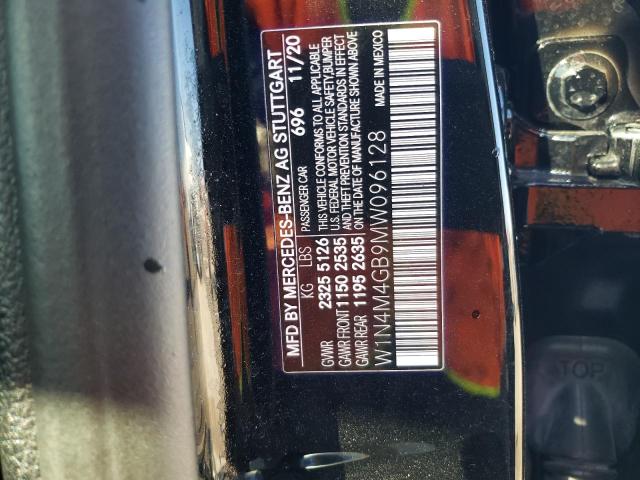 MFD BY MERCEDES-BENZ AG STUTTGART
PASSENGER CAR 696 11/20
KG LBS THIS VEHICLE CONFORMS TO ALL APPLICABLE
GVWR 2325 5126 U.S. FEDERAL MOTOR VEHICLE SAFETY, BUMPER
GAWR FRONT 1150 2535 AND THEFT PREVENTION STANDARDS IN EFFECT
GAWR REAR 1195 2635 ON THE DATE OF MANUFACTURE SHOWN ABOVE
W1N4M4GB9MW096128 MADE IN MEXICO
TOP